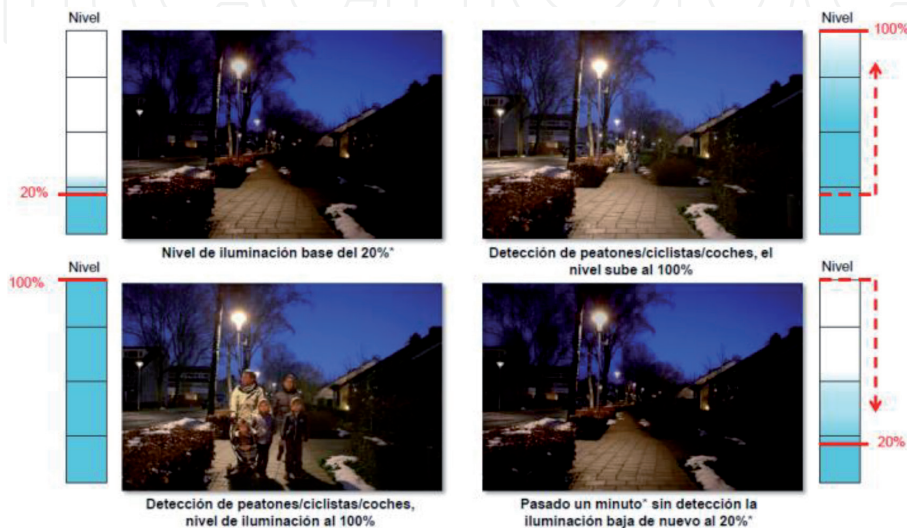 Nivel
20%
Nivel de iluminación base del 20%*
Nivel
100%
Detección de peatones/ciclistas/coches, el
nivel sube al 100%
Nivel
100%
Detección de peatones/ciclistas/coches,
nivel de iluminación al 100%
Nivel
20%
Pasado un minuto* sin detección la
iluminación baja de nuevo al 20%*